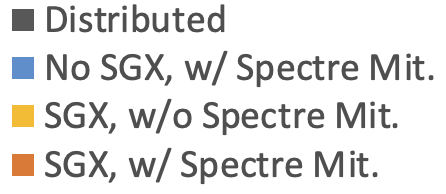 Distributed
No SGX, w/ Spectre Mit.
SGX, w/o Spectre Mit.
SGX, w/ Spectre Mit.